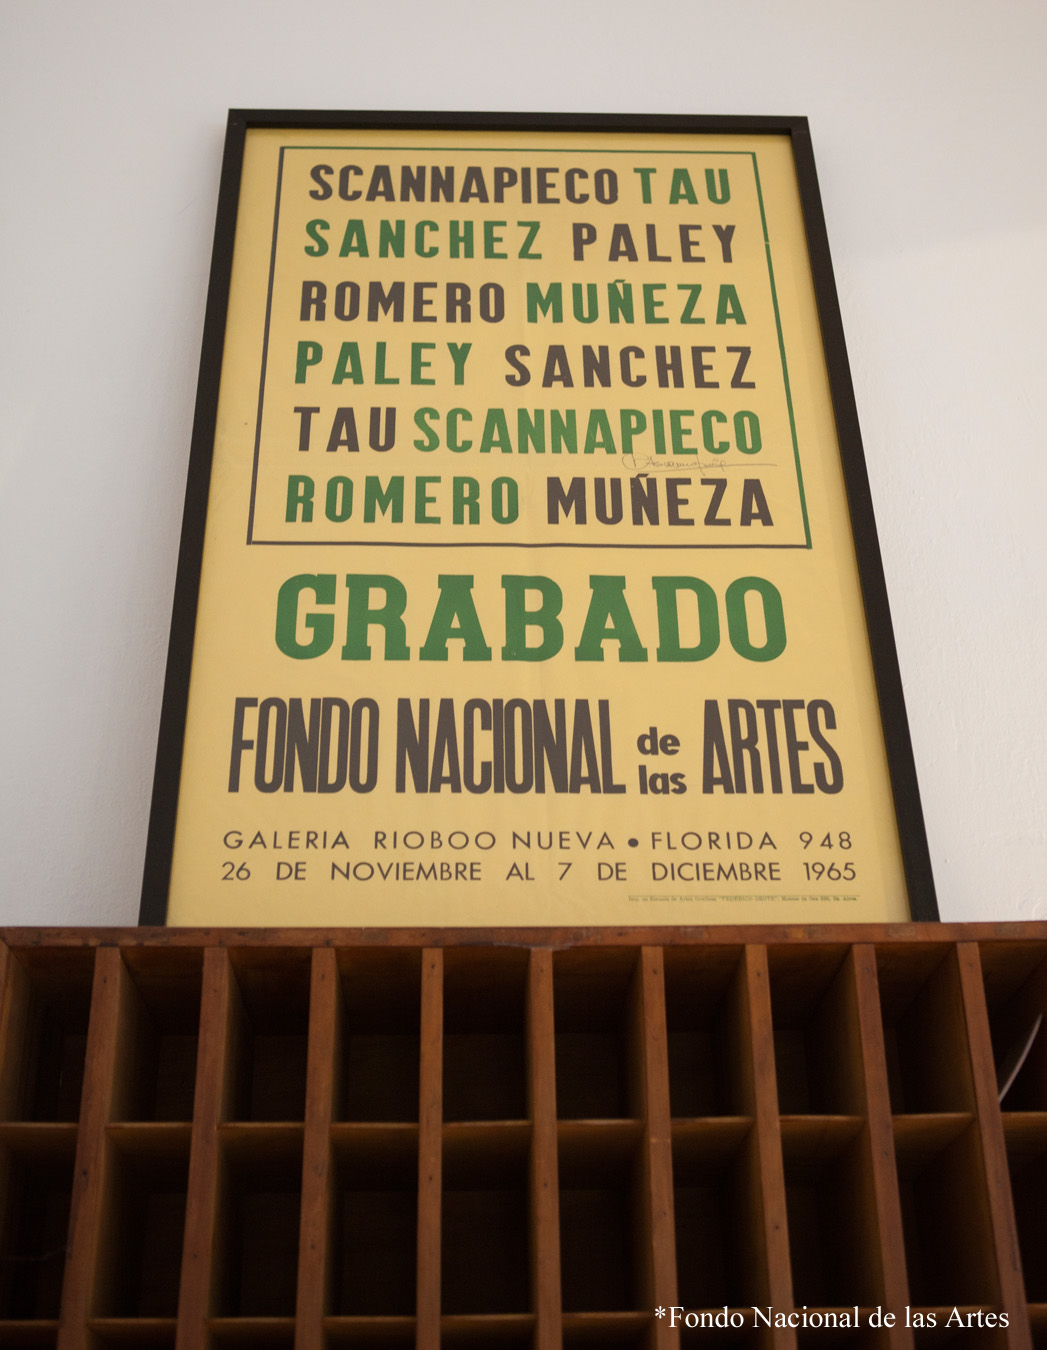 SCANNAPIECO TAU
SANCHEZ PALEY
ROMERO MUÑEZA
PALEY SANCHEZ
TAU SCANNAPIECO
ROMERO MUÑEZA
GRABADO
FONDO NACIONAL de las ARTES
GALERIA RIOBOO NUEVA • FLORIDA 948
26 DE NOVIEMBRE AL 7 DE DICIEMBRE 1965
*Fondo Nacional de las Artes